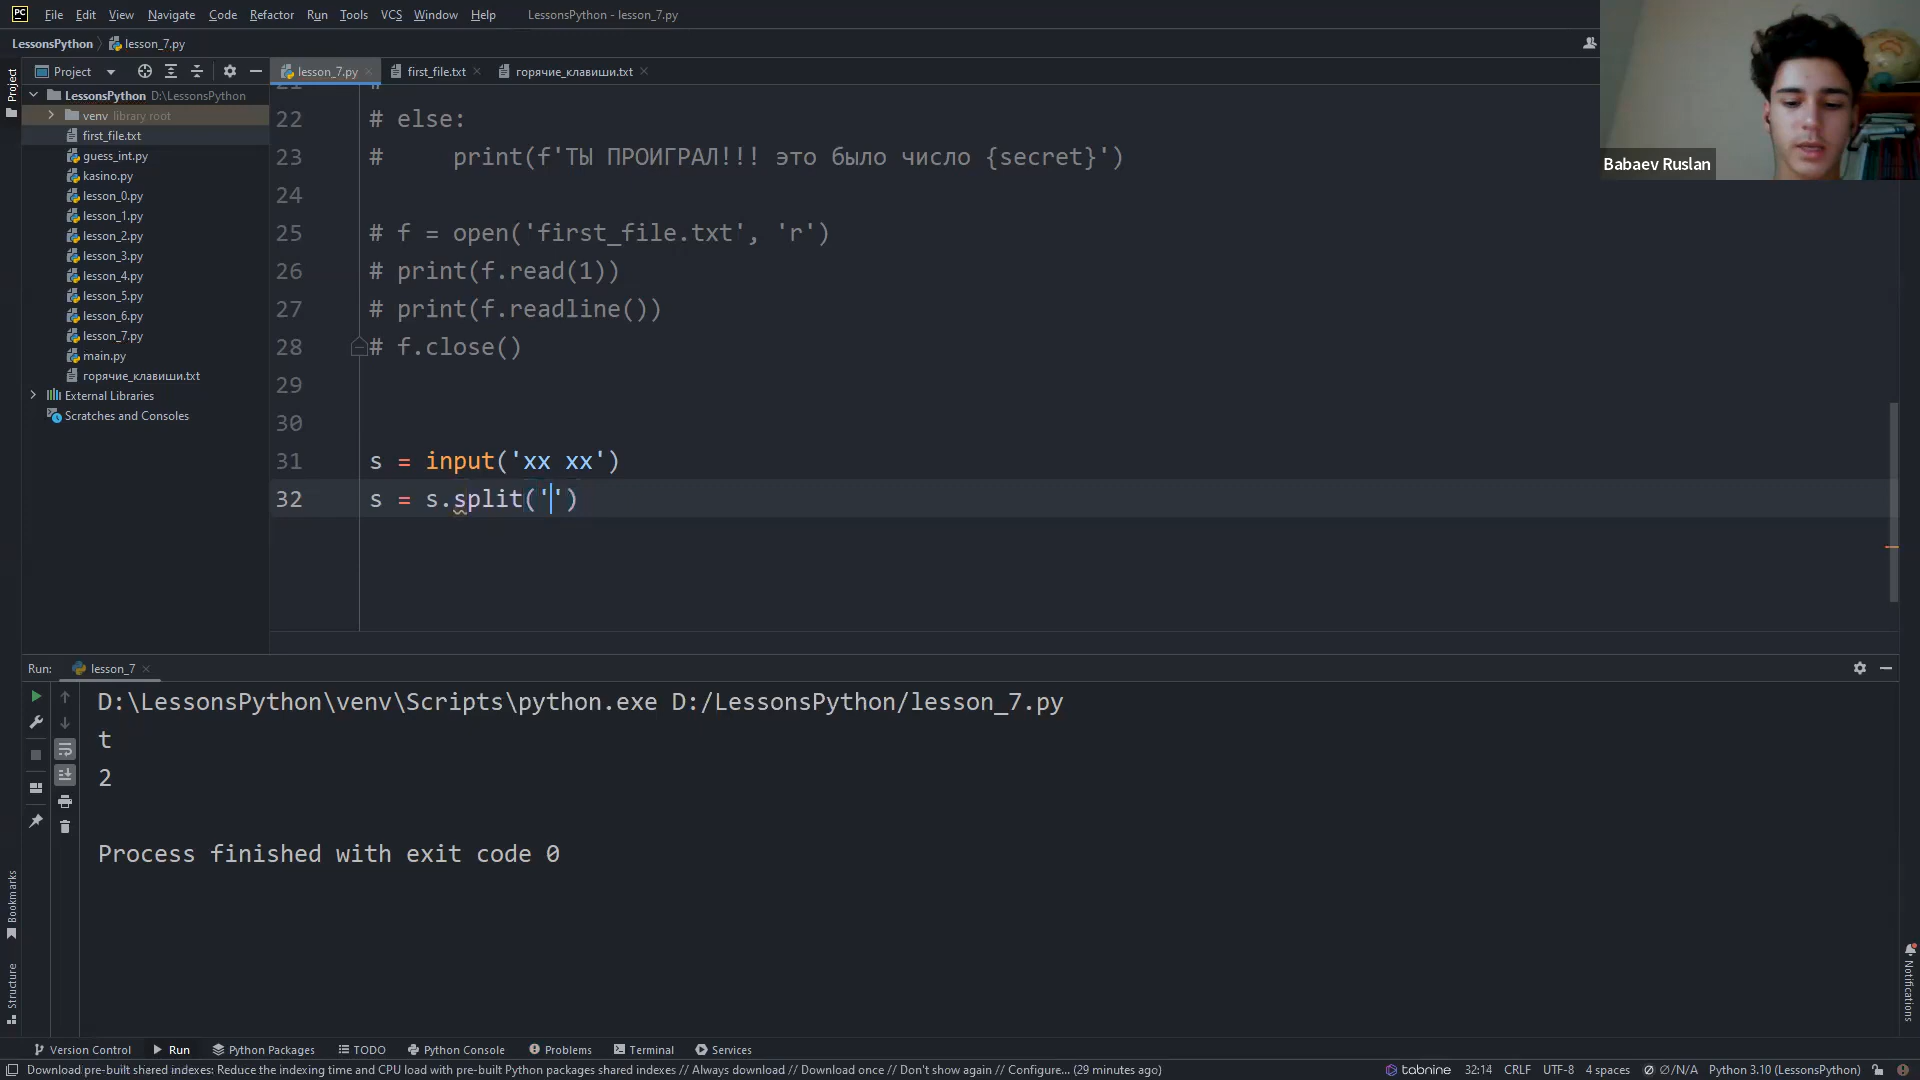 PC File Edit View Navigate Code Refactor Run Tools VCS Window Help LessonsPython - lesson_7.py
LessonsPython lesson_7.py
Project lesson_7.py first_file.txt горячие_клавиши.txt
Project
LessonsPython D:\LessonsPython
venv library root
first_file.txt
guess_int.py
kasino.py
lesson_0.py
lesson_1.py
lesson_2.py
lesson_3.py
lesson_4.py
lesson_5.py
lesson_6.py
lesson_7.py
main.py
горячие_клавиши.txt
External Libraries
Scratches and Consoles
21 #
22 # else:
23 #     print(f'ТЫ ПРОИГРАЛ!!! это было число {secret}')
24
25 # f = open('first_file.txt', 'r')
26 # print(f.read(1))
27 # print(f.readline())
28 # f.close()
29
30
31 s = input('xx xx')
32 s = s.split('')
Babaev Ruslan
Run: lesson_7
D:\LessonsPython\venv\Scripts\python.exe D:/LessonsPython/lesson_7.py
t
2
Process finished with exit code 0
Bookmarks
Structure
Notifications
Version Control Run Python Packages TODO Python Console Problems Terminal Services
Download pre-built shared indexes: Reduce the indexing time and CPU load with pre-built Python packages shared indexes // Always download // Download once // Don't show again // Configure... (29 minutes ago) tabnine 32:14 CRLF UTF-8 4 spaces ∅/N/A Python 3.10 (LessonsPython)